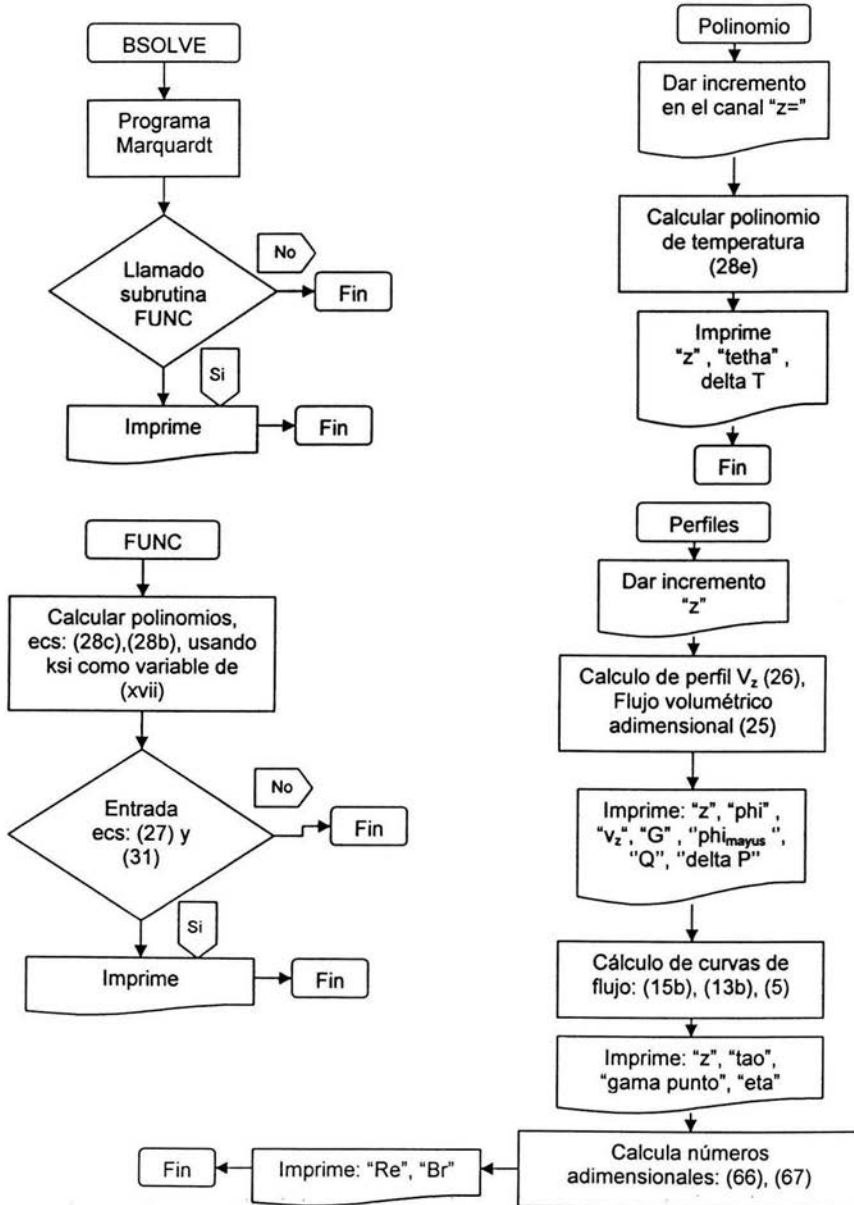 BSOLVE
Programa
Marquardt
Llamado
subrutina
FUNC
No
Fin
Si
Imprime
Fin
FUNC
Calcular polinomios,
ecs: (28c),(28b), usando
ksi como variable de
(xvii)
Entrada
ecs: (27) y
(31)
No
Fin
Si
Imprime
Fin
Polinomio
Dar incremento
en el canal “z=”
Calcular polinomio
de temperatura
(28e)
Imprime
“z” , “tetha” ,
delta T
Fin
Perfiles
Dar incremento
“z”
Calculo de perfil Vz (26),
Flujo volumétrico
adimensional (25)
Imprime: “z”, “phi” ,
“vz“, “G” , ‘’phimayus ‘’,
‘’Q’’, ‘’delta P’’
Cálculo de curvas de
flujo: (15b), (13b), (5)
Imprime: “z”, “tao”,
“gama punto”, “eta”
Calcula números
adimensionales: (66), (67)
Imprime: “Re”, “Br”
Fin